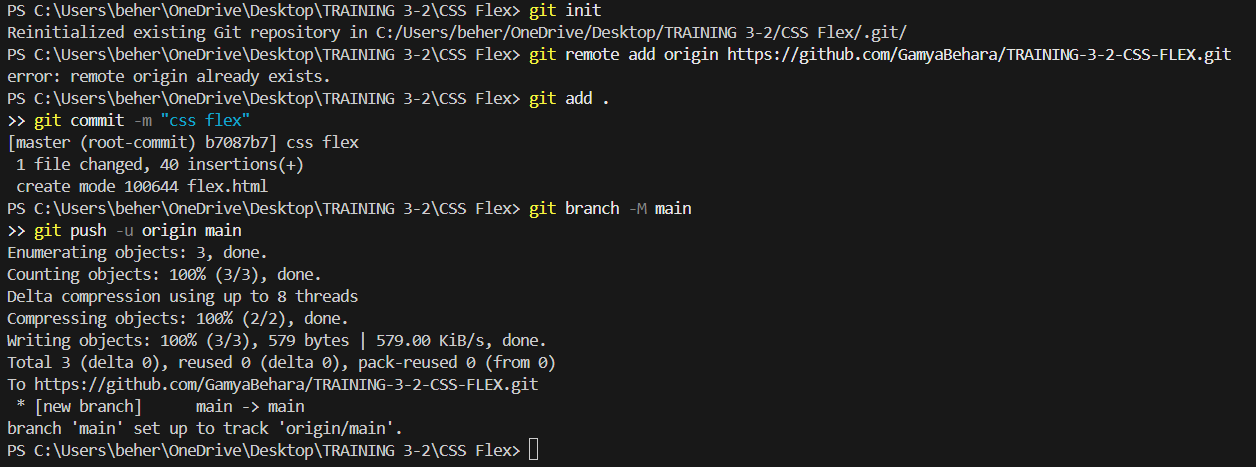 PS C:\Users\beher\OneDrive\Desktop\TRAINING 3-2\CSS Flex> git init
Reinitialized existing Git repository in C:/Users/beher/OneDrive/Desktop/TRAINING 3-2/CSS Flex/.git/
PS C:\Users\beher\OneDrive\Desktop\TRAINING 3-2\CSS Flex> git remote add origin https://github.com/GamyaBehara/TRAINING-3-2-CSS-FLEX.git
error: remote origin already exists.
PS C:\Users\beher\OneDrive\Desktop\TRAINING 3-2\CSS Flex> git add .
>> git commit -m "css flex"
[master (root-commit) b7087b7] css flex
 1 file changed, 40 insertions(+)
 create mode 100644 flex.html
PS C:\Users\beher\OneDrive\Desktop\TRAINING 3-2\CSS Flex> git branch -M main
>> git push -u origin main
Enumerating objects: 3, done.
Counting objects: 100% (3/3), done.
Delta compression using up to 8 threads
Compressing objects: 100% (2/2), done.
Writing objects: 100% (3/3), 579 bytes | 579.00 KiB/s, done.
Total 3 (delta 0), reused 0 (delta 0), pack-reused 0 (from 0)
To https://github.com/GamyaBehara/TRAINING-3-2-CSS-FLEX.git
 * [new branch]      main -> main
branch 'main' set up to track 'origin/main'.
PS C:\Users\beher\OneDrive\Desktop\TRAINING 3-2\CSS Flex>